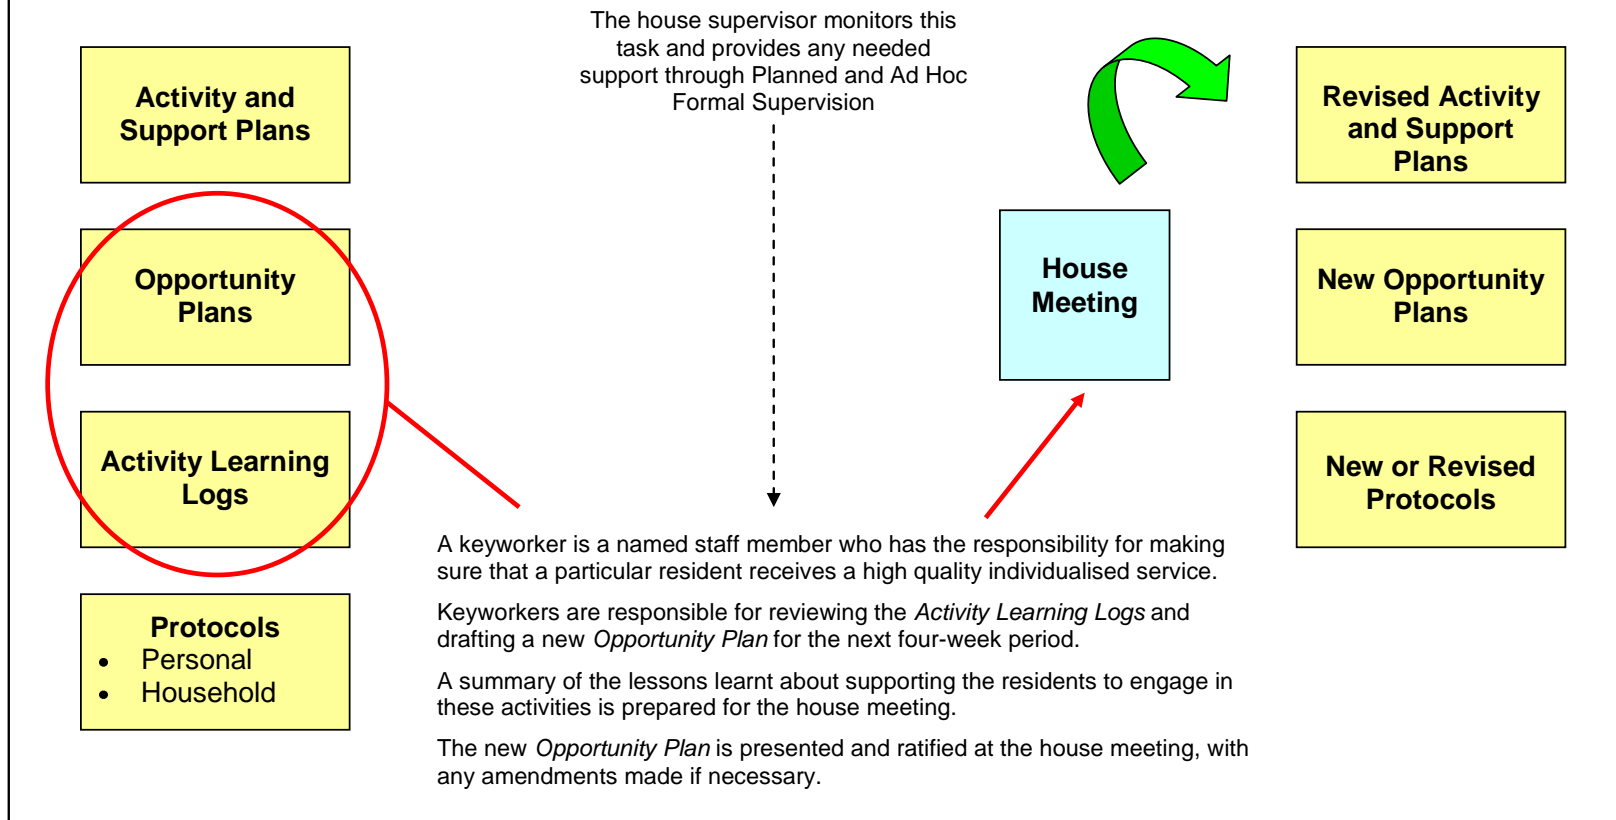 The house supervisor monitors this
task and provides any needed
support through Planned and Ad Hoc
Formal Supervision
Activity and
Support Plans
Opportunity
Plans
Activity Learning
Logs
Protocols
• Personal
• Household
A keyworker is a named staff member who has the responsibility for making
sure that a particular resident receives a high quality individualised service.
Keyworkers are responsible for reviewing the Activity Learning Logs and
drafting a new Opportunity Plan for the next four-week period.
A summary of the lessons learnt about supporting the residents to engage in
these activities is prepared for the house meeting.
The new Opportunity Plan is presented and ratified at the house meeting, with
any amendments made if necessary.
House
Meeting
Revised Activity
and Support
Plans
New Opportunity
Plans
New or Revised
Protocols